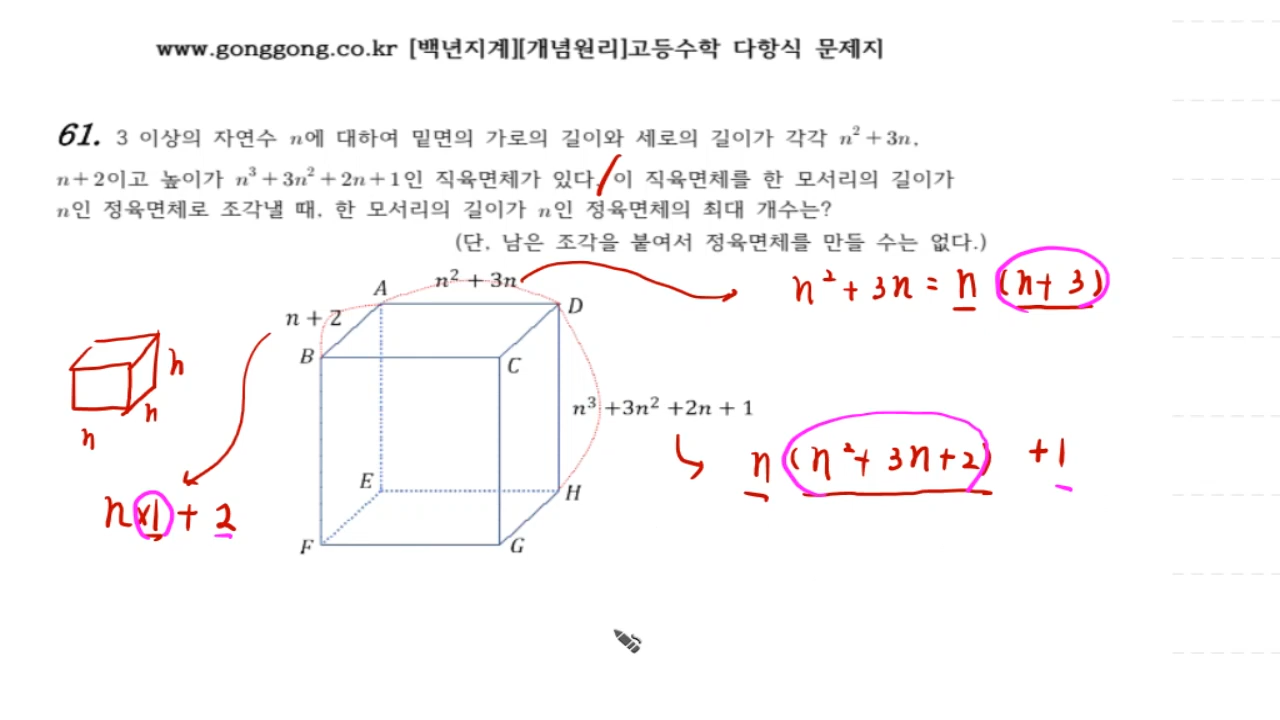 www.gonggong.co.kr [백년지계][개념원리]고등수학 다항식 문제지
61. 3 이상의 자연수 n에 대하여 밑면의 가로의 길이와 세로의 길이가 각각 n² + 3n,
n+2이고 높이가 n³ + 3n² + 2n + 1인 직육면체가 있다. 이 직육면체를 한 모서리의 길이가
n인 정육면체로 조각낼 때, 한 모서리의 길이가 n인 정육면체의 최대 개수는?
(단, 남은 조각을 붙여서 정육면체를 만들 수는 없다.)
n² + 3n
A
D
n + 2
B
C
n² + 3n = n (n + 3)
n
n
n
n³ +3n² +2n + 1
n (n² + 3n + 2) + 1
E
H
n×1 + 2
F
G